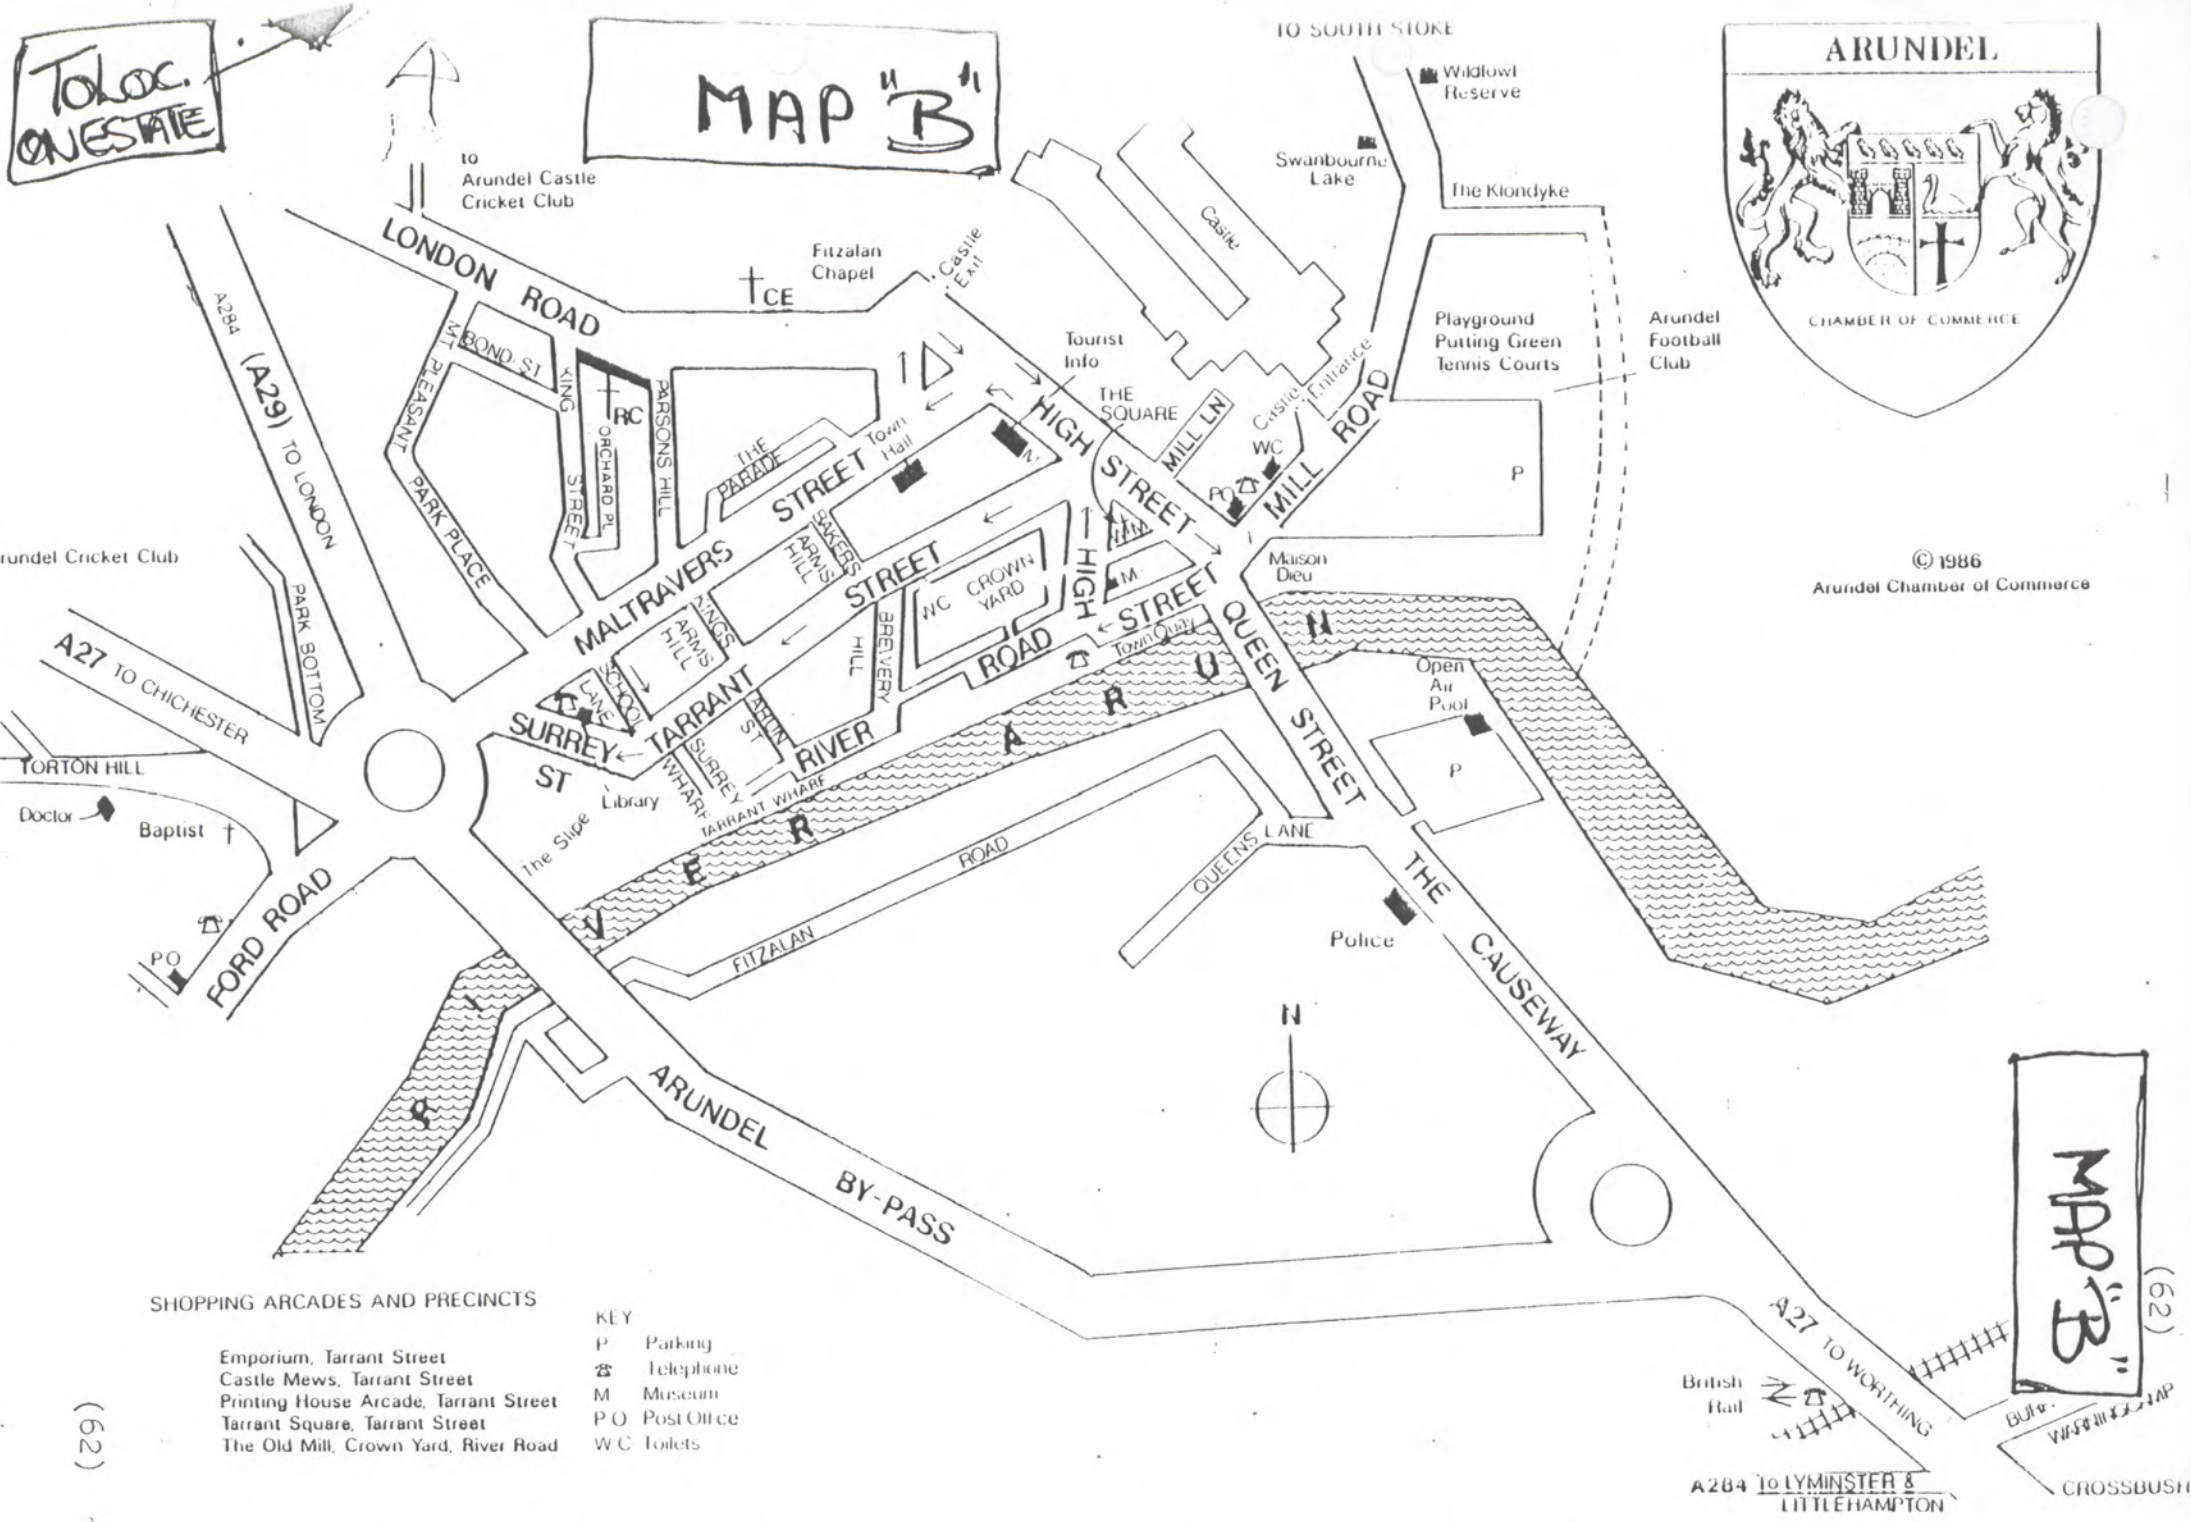 TO LOC.
ON ESTATE
MAP "B"
to
Arundel Castle
Cricket Club
TO SOUTH STOKE
Wildfowl
Reserve
Swanbourne
Lake
The Klondyke
ARUNDEL
CHAMBER OF COMMERCE
LONDON ROAD
Fitzalan
Chapel
Castle
Exit
Castle
CE
A284 (A29) TO LONDON
MT PLEASANT
BOND ST
KING STREET
RC
ORCHARD PL
PARSONS HILL
THE
PARADE
Town
Hall
Tourist
Info
THE
SQUARE
HIGH STREET
MILL LN
Castle Entrance
WC
PO
MILL ROAD
Playground
Putting Green
Tennis Courts
Arundel
Football
Club
P
M
PARK PLACE
MALTRAVERS STREET
BAKERS
ARMS
HILL
KINGS
ARMS
HILL
SCHOOL
LANE
TARRANT STREET
BREWERY
HILL
WC CROWN
YARD
HIGH STREET
M
Maison
Dieu
© 1986
Arundel Chamber of Commerce
rundel Cricket Club
PARK BOTTOM
A27 TO CHICHESTER
TORTON HILL
Doctor
Baptist
SURREY
ST
ARUN
ST
SURREY
WHARF
Library
The Slipe
TARRANT WHARF
RIVER ROAD
Town Quay
RIVER ARUN
QUEEN STREET
Open
Air
Pool
P
FITZALAN ROAD
QUEENS LANE
Police
THE CAUSEWAY
PO
FORD ROAD
N
ARUNDEL BY-PASS
MAP "B"
(62)
A27 TO WORTHING
British
Rail
WARNINGCAMP
CROSSBUSH
A284 To LYMINSTER &
LITTLEHAMPTON
SHOPPING ARCADES AND PRECINCTS
Emporium, Tarrant Street
Castle Mews, Tarrant Street
Printing House Arcade, Tarrant Street
Tarrant Square, Tarrant Street
The Old Mill, Crown Yard, River Road
KEY
P Parking
Telephone
M Museum
PO Post Office
WC Toilets
(62)